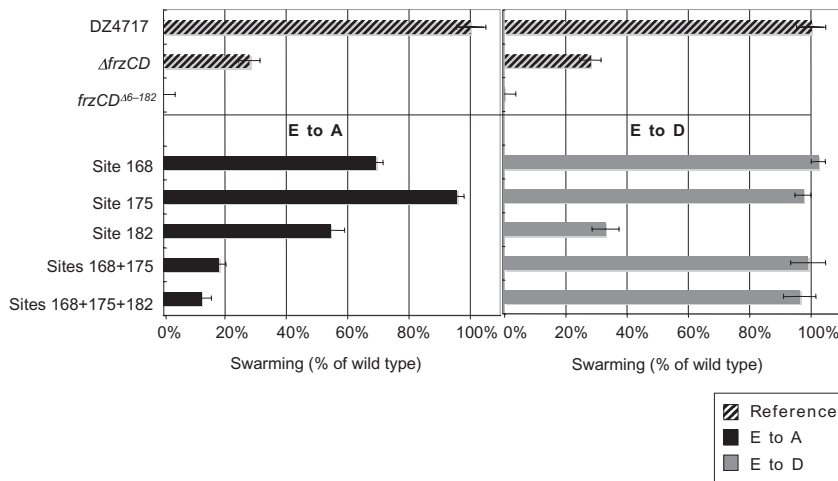 DZ4717
ΔfrzCD
frzCD^Δ6–182
E to A
E to D
Site 168
Site 175
Site 182
Sites 168+175
Sites 168+175+182
0% 20% 40% 60% 80% 100%
0% 20% 40% 60% 80% 100%
Swarming (% of wild type)
Swarming (% of wild type)
Reference
E to A
E to D